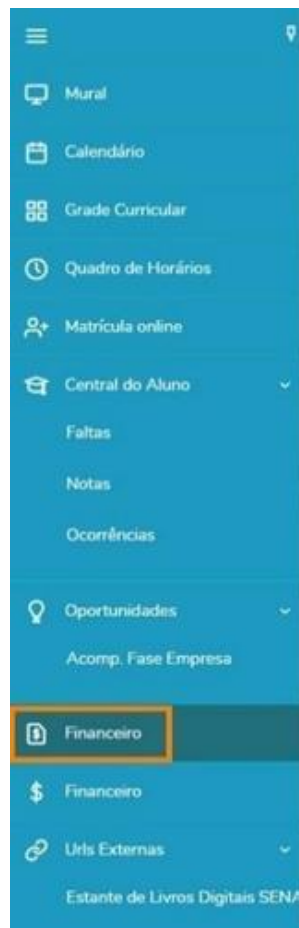 Mural
Calendário
Grade Curricular
Quadro de Horários
Matrícula online
Central do Aluno
Faltas
Notas
Ocorrências
Oportunidades
Acomp. Fase Empresa
Financeiro
$ Financeiro
Urls Externas
Estante de Livros Digitais SENA